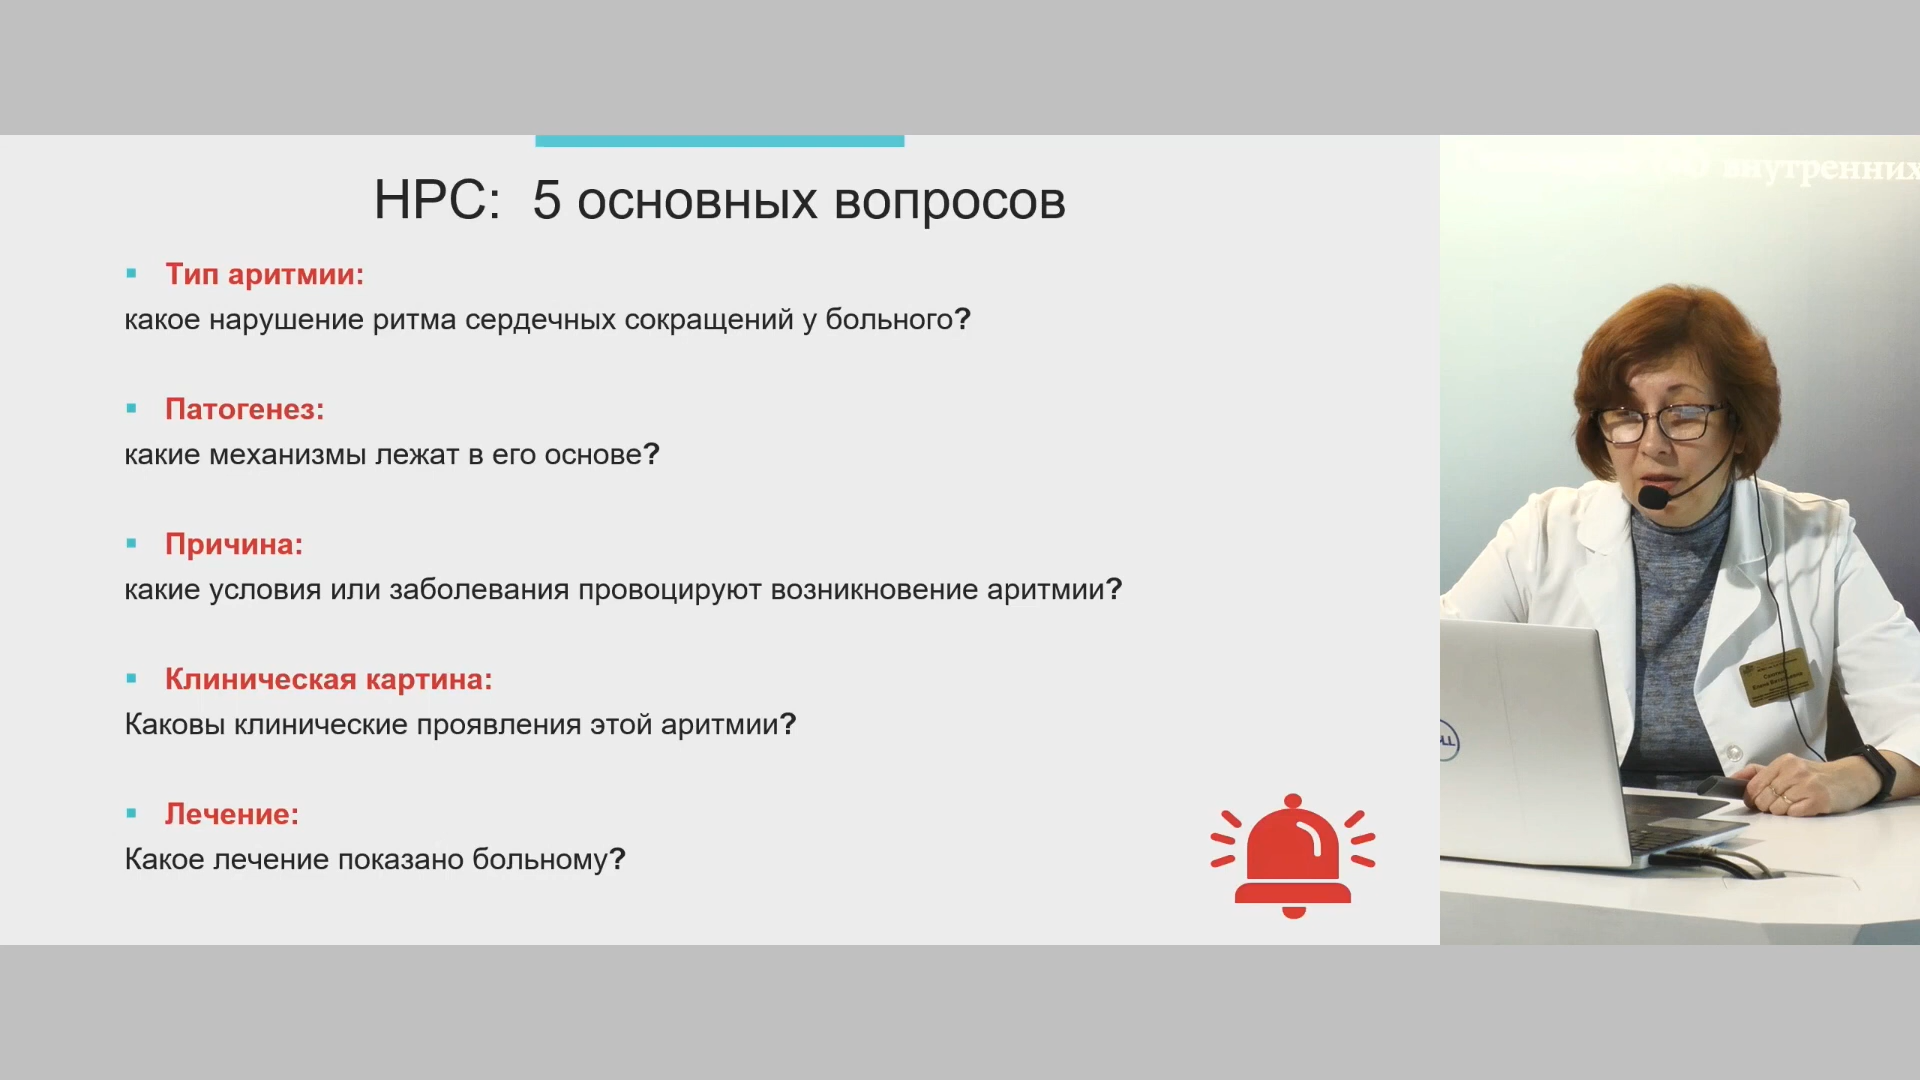 НРС: 5 основных вопросов
Тип аритмии:
какое нарушение ритма сердечных сокращений у больного?
Патогенез:
какие механизмы лежат в его основе?
Причина:
какие условия или заболевания провоцируют возникновение аритмии?
Клиническая картина:
Каковы клинические проявления этой аритмии?
Лечение:
Какое лечение показано больному?
внутренних